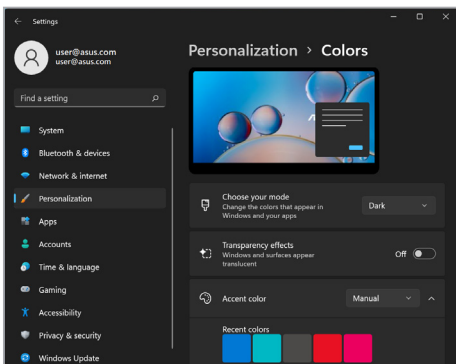 Settings
user@asus.com
user@asus.com
Find a setting
System
Bluetooth & devices
Network & internet
Personalization
Apps
Accounts
Time & language
Gaming
Accessibility
Privacy & security
Windows Update
Personalization > Colors
Choose your mode
Change the colors that appear in
Windows and your apps
Dark
Transparency effects
Windows and surfaces appear
translucent
Off
Accent color
Manual
Recent colors